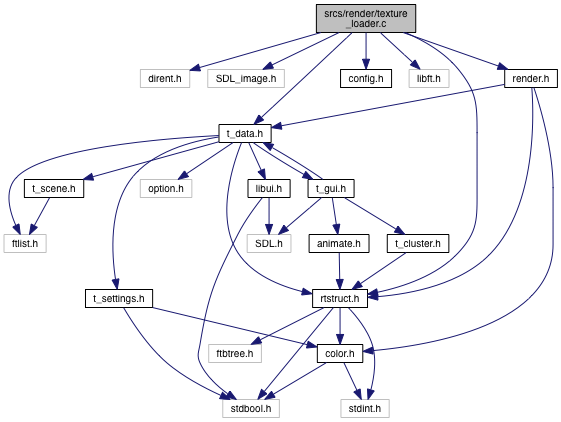 srcs/render/texture
_loader.c
dirent.h
SDL_image.h
config.h
libft.h
render.h
t_data.h
t_scene.h
option.h
libui.h
t_gui.h
ftlist.h
SDL.h
animate.h
t_cluster.h
t_settings.h
rtstruct.h
ftbtree.h
color.h
stdbool.h
stdint.h